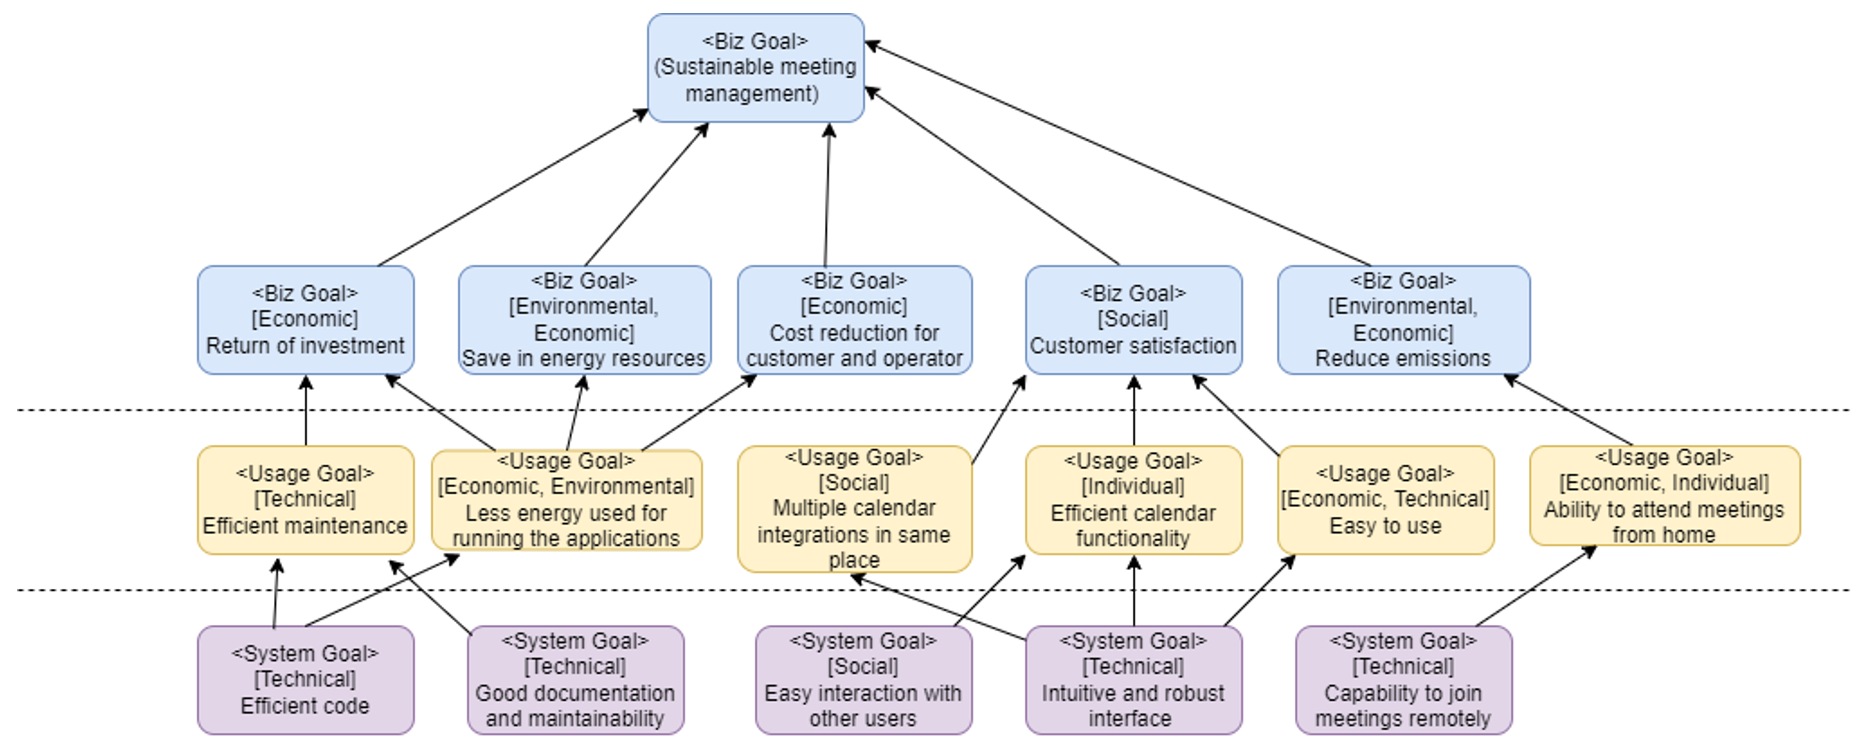 <Biz Goal>
(Sustainable meeting
management)
<Biz Goal>
[Economic]
Return of investment
<Biz Goal>
[Environmental,
Economic]
Save in energy resources
<Biz Goal>
[Economic]
Cost reduction for
customer and operator
<Biz Goal>
[Social]
Customer satisfaction
<Biz Goal>
[Environmental,
Economic]
Reduce emissions
<Usage Goal>
[Technical]
Efficient maintenance
<Usage Goal>
[Economic, Environmental]
Less energy used for
running the applications
<Usage Goal>
[Social]
Multiple calendar
integrations in same
place
<Usage Goal>
[Individual]
Efficient calendar
functionality
<Usage Goal>
[Economic, Technical]
Easy to use
<Usage Goal>
[Economic, Individual]
Ability to attend meetings
from home
<System Goal>
[Technical]
Efficient code
<System Goal>
[Technical]
Good documentation
and maintainability
<System Goal>
[Social]
Easy interaction with
other users
<System Goal>
[Technical]
Intuitive and robust
interface
<System Goal>
[Technical]
Capability to join
meetings remotely